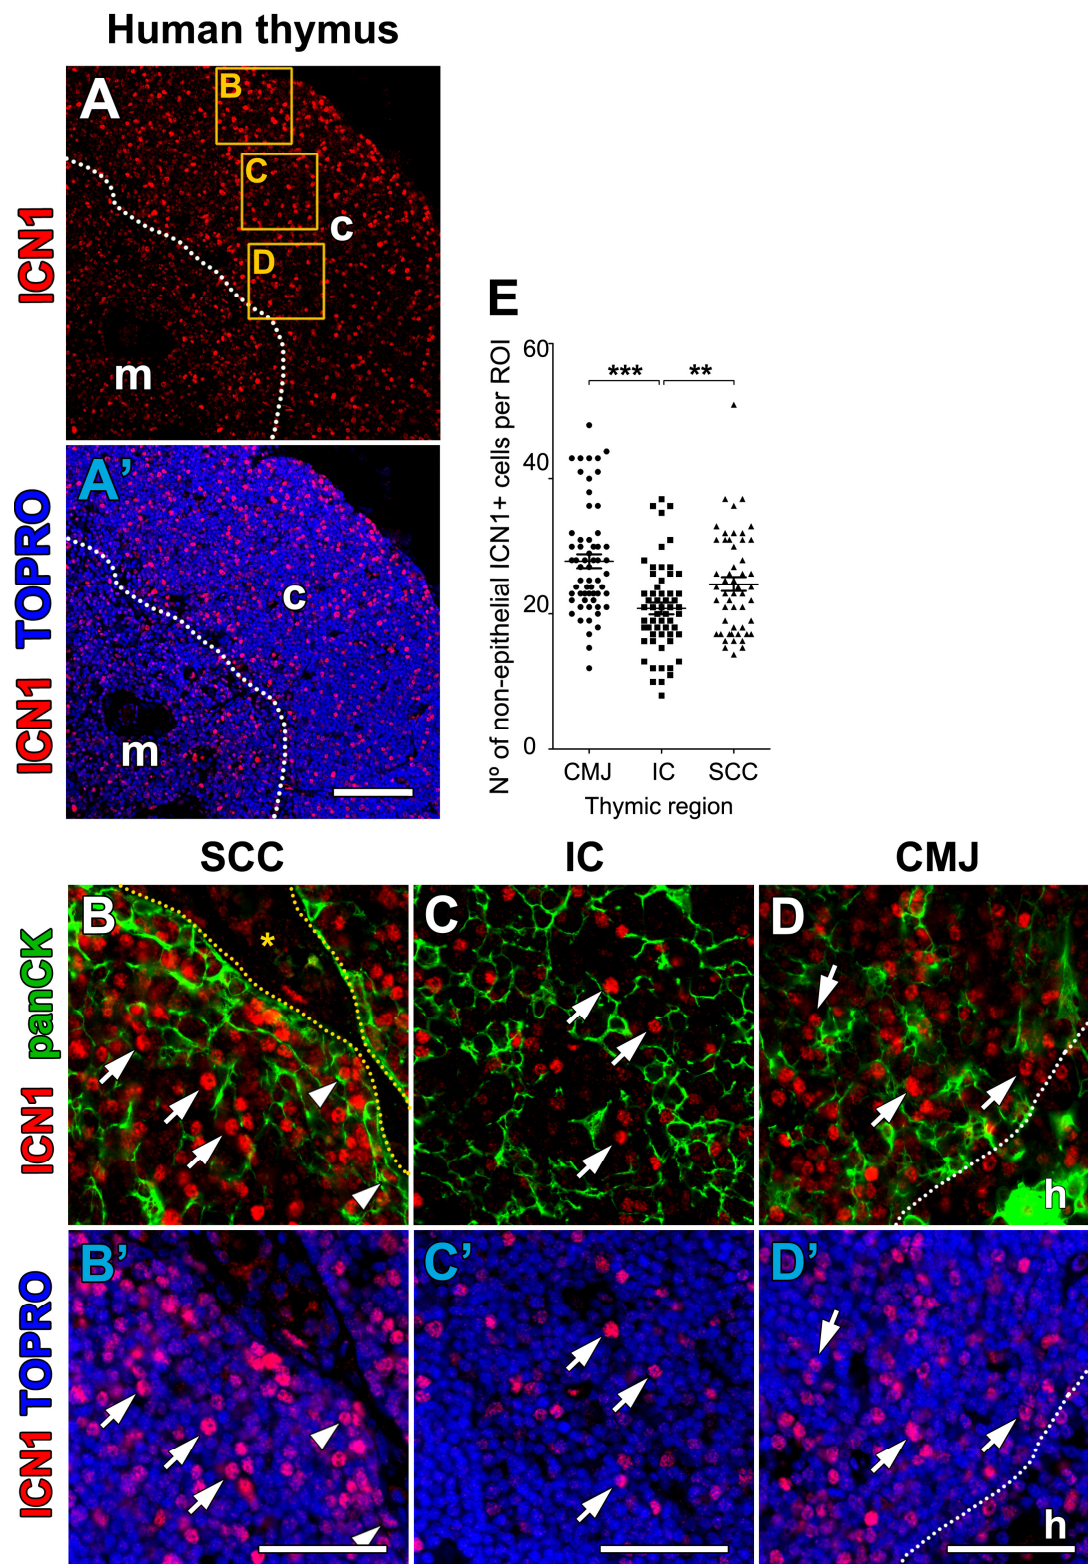 Human thymus
A
B
C
c
D
m
ICN1
A’
c
m
ICN1 TOPRO
E
Nº of non-epithelial ICN1+ cells per ROI
60
40
20
0
***
**
CMJ IC SCC
Thymic region
SCC IC CMJ
ICN1 panCK
B
*
C
D
h
ICN1 TOPRO
B’
C’
D’
h